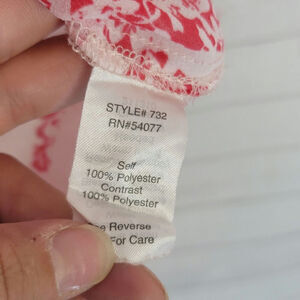 STYLE# 732
RN#54077
Self
100% Polyester
Contrast
100% Polyester
Reverse
For Care